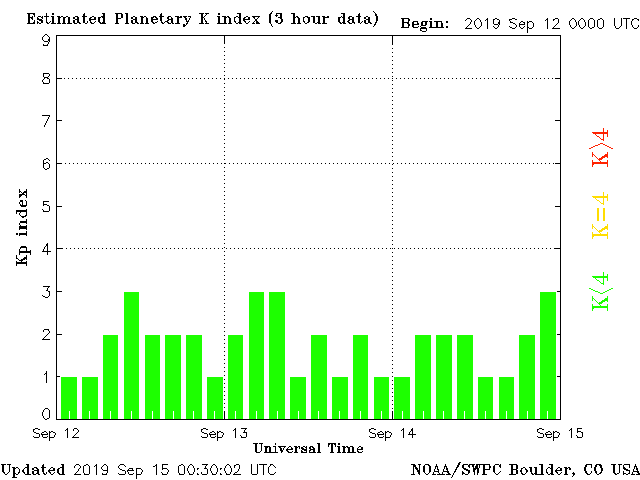 Estimated Planetary K index (3 hour data)
Begin: 2019 Sep 12 0000 UTC
9
8
7
6
5
4
3
2
1
0
Kp index
K>4
K=4
K<4
Sep 12
Sep 13
Sep 14
Sep 15
Universal Time
Updated 2019 Sep 15 00:30:02 UTC
NOAA/SWPC Boulder, CO USA